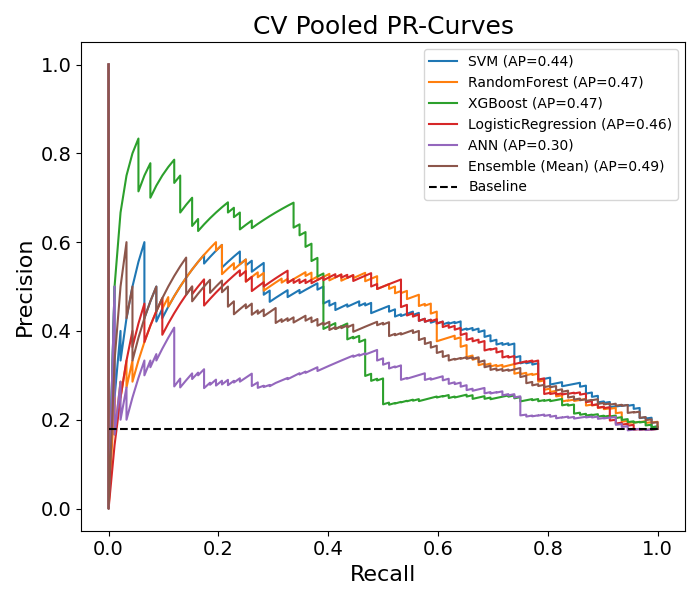 CV Pooled PR-Curves
SVM (AP=0.44)
RandomForest (AP=0.47)
XGBoost (AP=0.47)
LogisticRegression (AP=0.46)
ANN (AP=0.30)
Ensemble (Mean) (AP=0.49)
Baseline
Precision
1.0
0.8
0.6
0.4
0.2
0.0
0.0 0.2 0.4 0.6 0.8 1.0
Recall